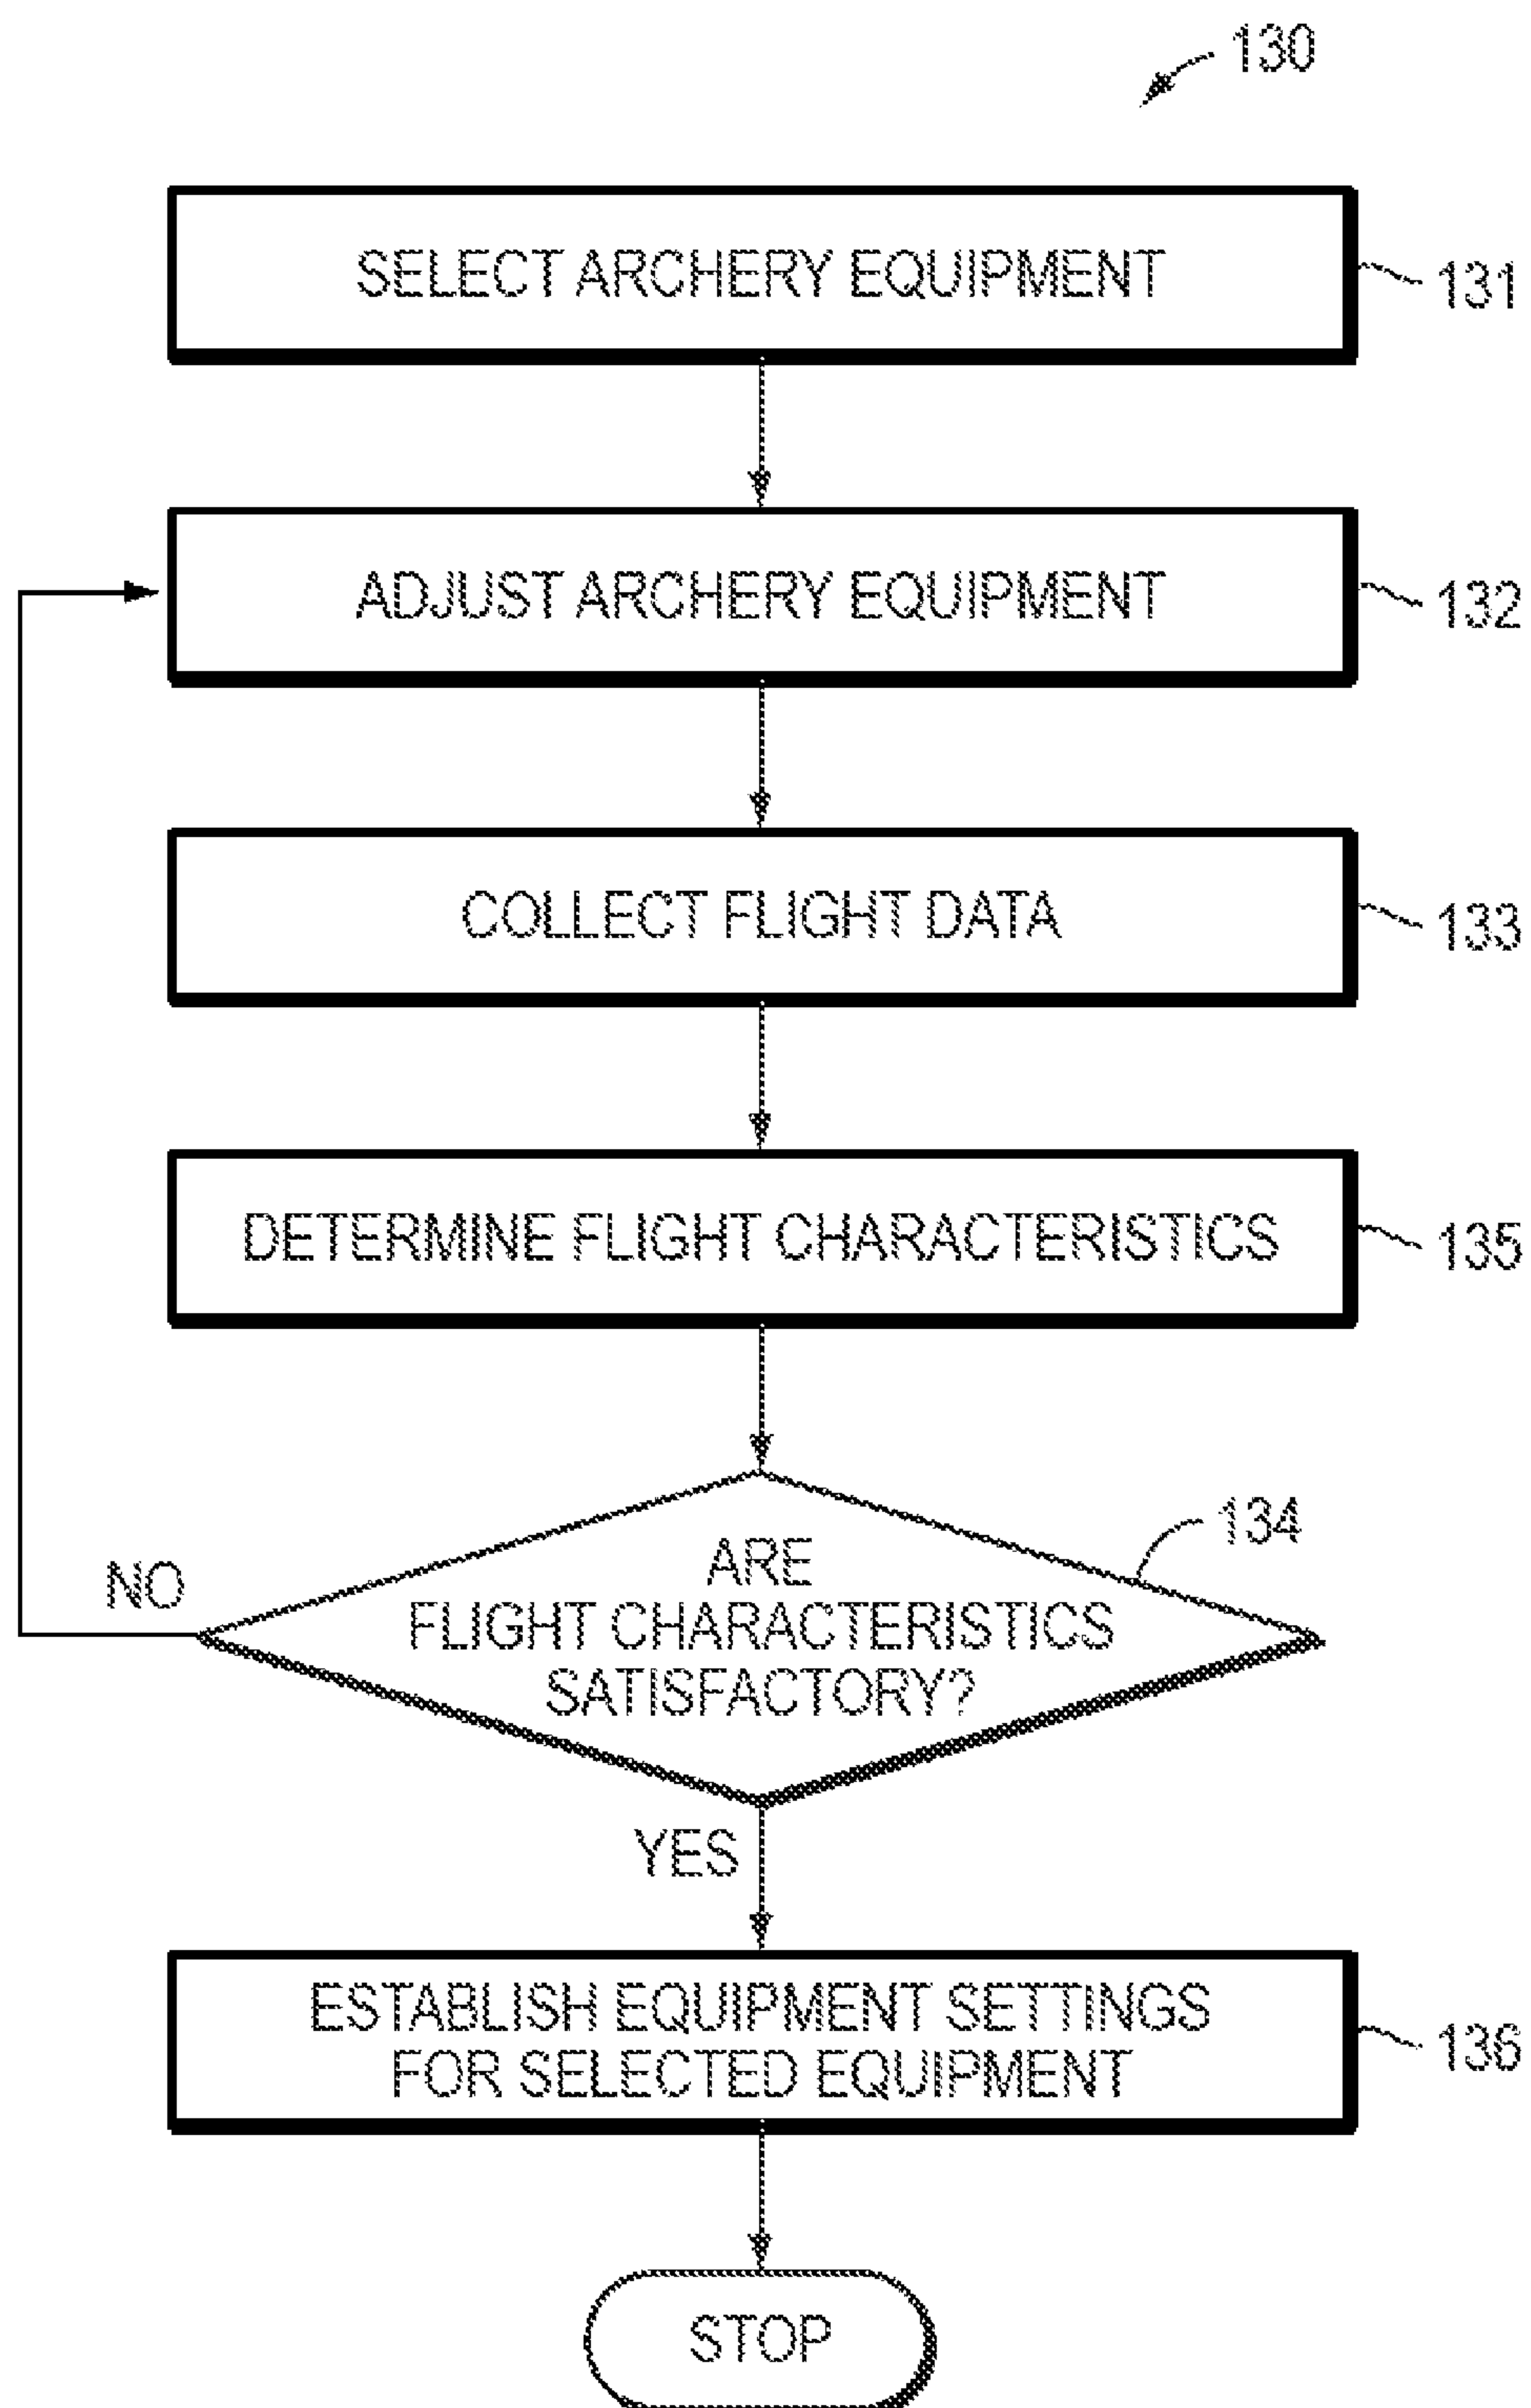 130
SELECT ARCHERY EQUIPMENT
131
ADJUST ARCHERY EQUIPMENT
132
COLLECT FLIGHT DATA
133
DETERMINE FLIGHT CHARACTERISTICS
135
134
ARE
FLIGHT CHARACTERISTICS
SATISFACTORY?
NO
YES
ESTABLISH EQUIPMENT SETTINGS
FOR SELECTED EQUIPMENT
136
STOP